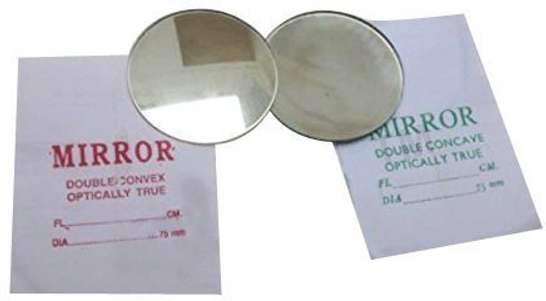 MIRROR
DOUBLE CONVEX
OPTICALLY TRUE
FL..............................CM.
DIA..............................75 mm
MIRROR
DOUBLE CONCAVE
OPTICALLY TRUE
FL..............................CM.
DIA..............................75 mm